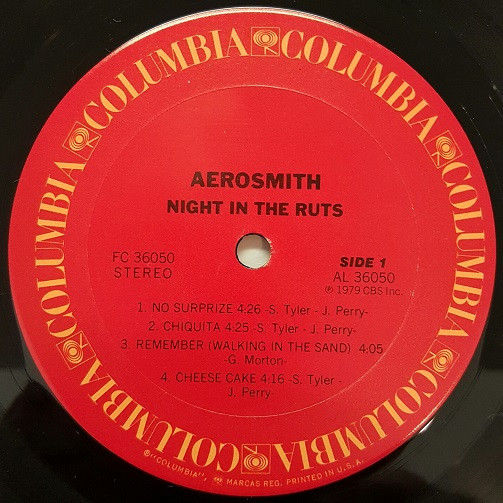 COLUMBIA COLUMBIA COLUMBIA COLUMBIA COLUMBIA COLUMBIA
AEROSMITH
NIGHT IN THE RUTS
FC 36050
STEREO
SIDE 1
AL 36050
℗ 1979 CBS Inc.
1. NO SURPRIZE 4:26 -S. Tyler - J. Perry-
2. CHIQUITA 4:25 -S. Tyler - J. Perry-
3. REMEMBER (WALKING IN THE SAND) 4:05
-G. Morton-
4. CHEESE CAKE 4:16 -S. Tyler -
J. Perry-
®"COLUMBIA", MARCAS REG. PRINTED IN U.S.A.